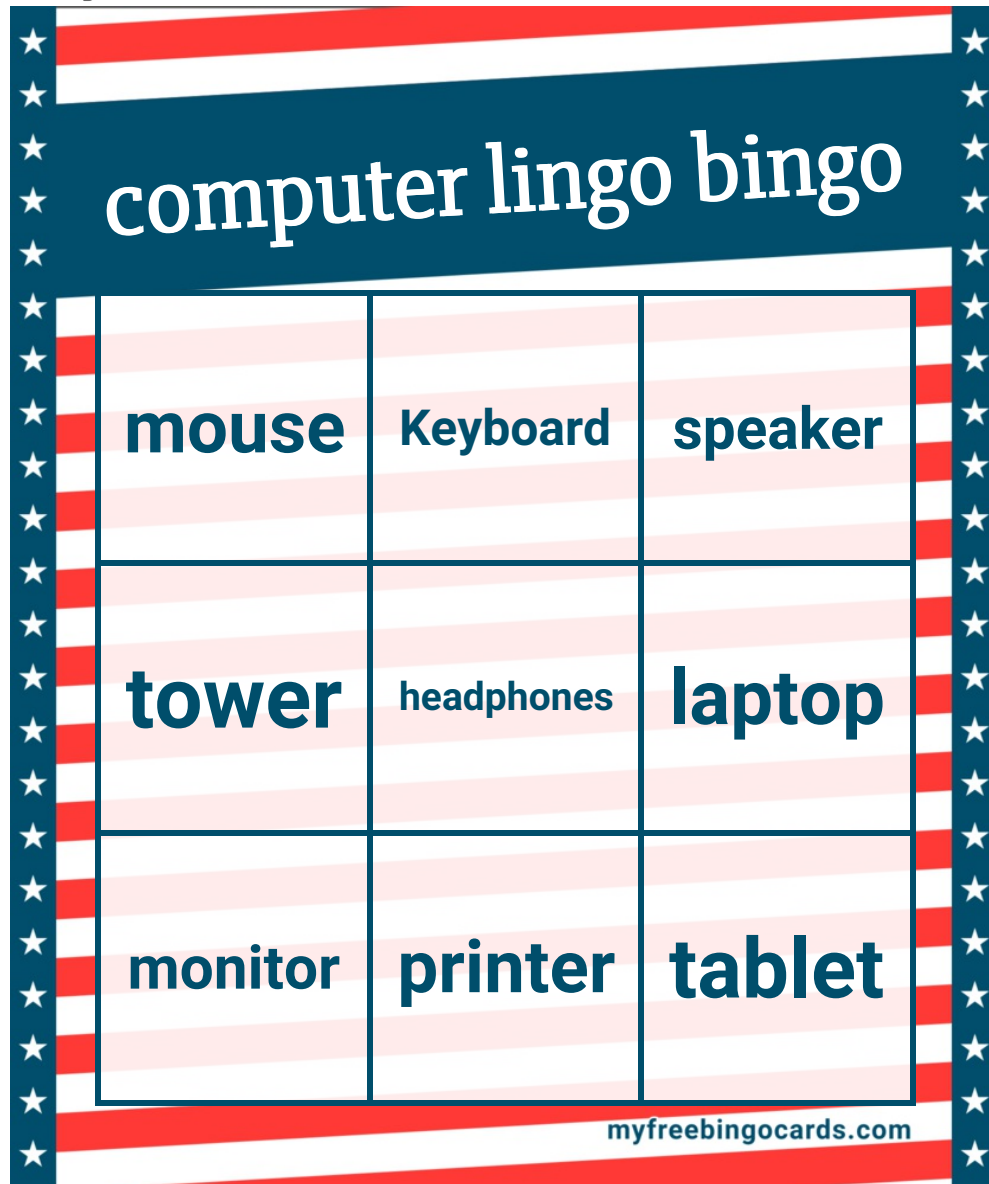 computer lingo bingo
mouse Keyboard speaker
tower headphones laptop
monitor printer tablet
myfreebingocards.com